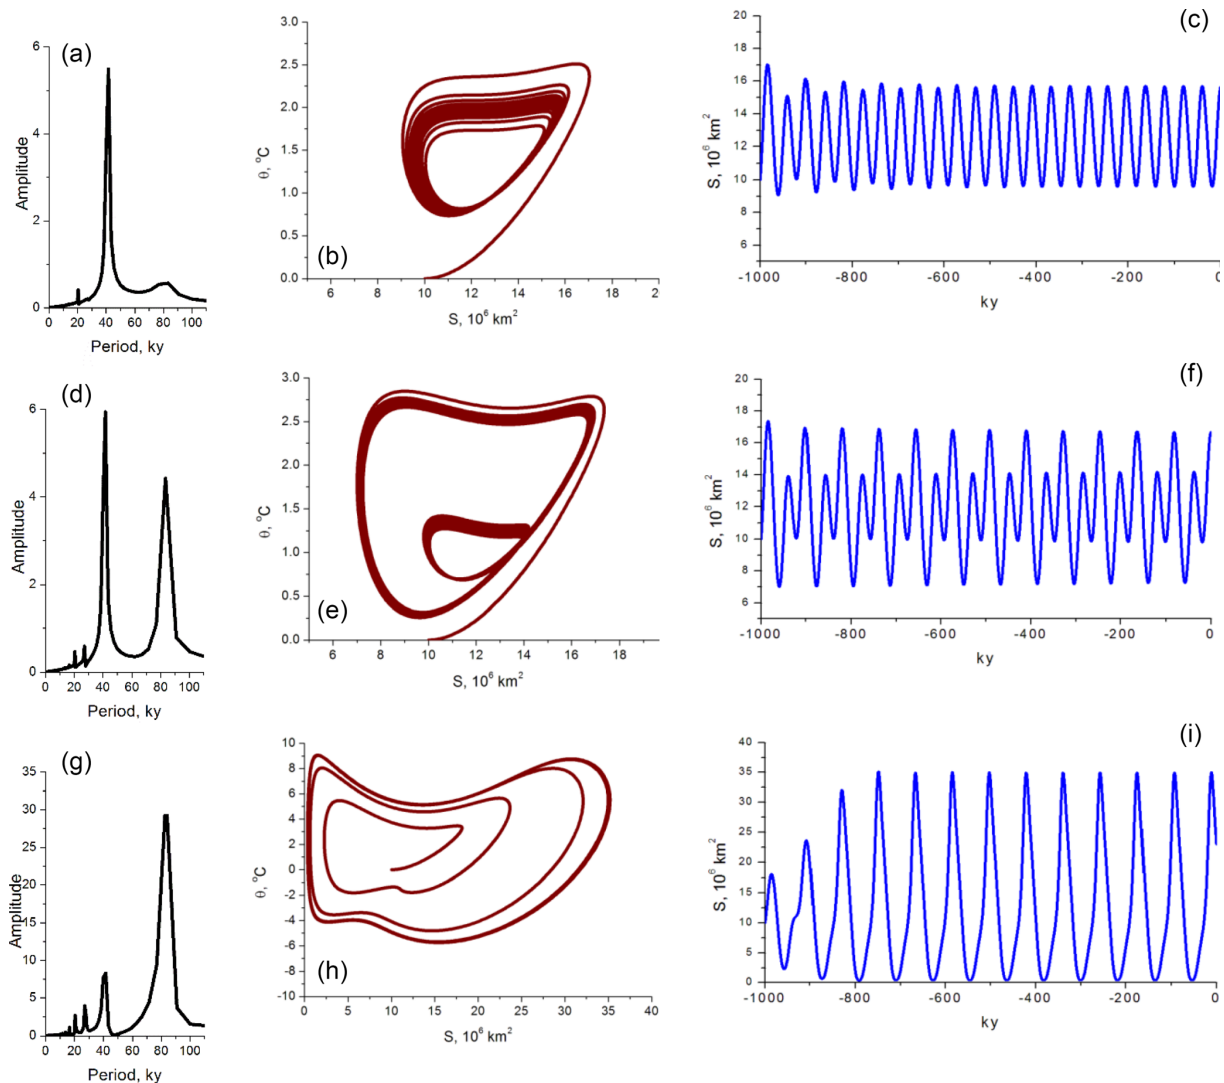 (a)
Amplitude
6
4
2
0
0 20 40 60 80 100
Period, ky
(b)
θ, °C
3.0
2.5
2.0
1.5
1.0
0.5
0.0
6 8 10 12 14 16 18 2
S, 10⁶ km²
(c)
S, 10⁶ km²
20
18
16
14
12
10
8
6
-1000 -800 -600 -400 -200 0
ky
(d)
Amplitude
6
4
2
0
0 20 40 60 80 100
Period, ky
(e)
θ, °C
3.0
2.5
2.0
1.5
1.0
0.5
0.0
6 8 10 12 14 16 18
S, 10⁶ km²
(f)
S, 10⁶ km²
20
18
16
14
12
10
8
6
-1000 -800 -600 -400 -200 0
ky
(g)
Amplitude
35
30
25
20
15
10
5
0
0 20 40 60 80 100
Period, ky
(h)
θ, °C
10
8
6
4
2
0
-2
-4
-6
-8
-10
0 5 10 15 20 25 30 35 40
S, 10⁶ km²
(i)
S, 10⁶ km²
40
35
30
25
20
15
10
5
0
-1000 -800 -600 -400 -200 0
ky